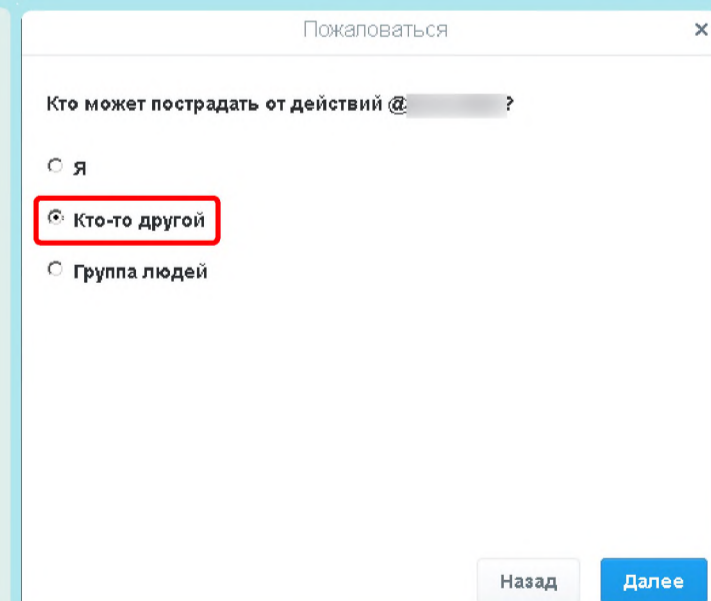 Пожаловаться ×
Кто может пострадать от действий @ ?
Я
Кто-то другой
Группа людей
Назад Далее